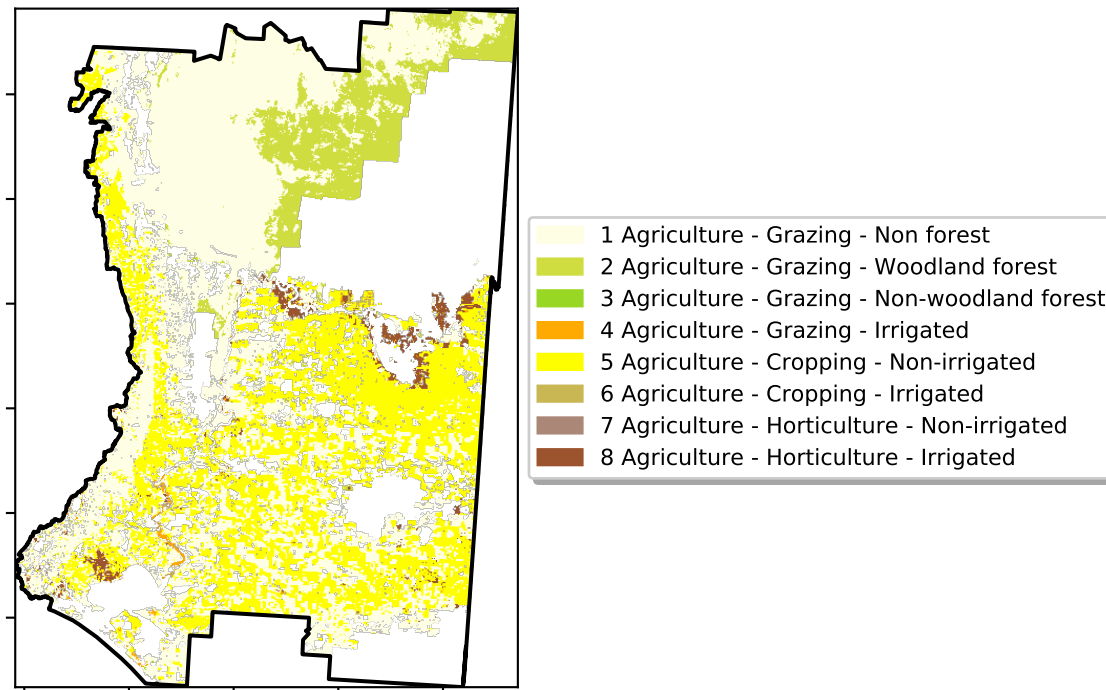 1 Agriculture - Grazing - Non forest
2 Agriculture - Grazing - Woodland forest
3 Agriculture - Grazing - Non-woodland forest
4 Agriculture - Grazing - Irrigated
5 Agriculture - Cropping - Non-irrigated
6 Agriculture - Cropping - Irrigated
7 Agriculture - Horticulture - Non-irrigated
8 Agriculture - Horticulture - Irrigated